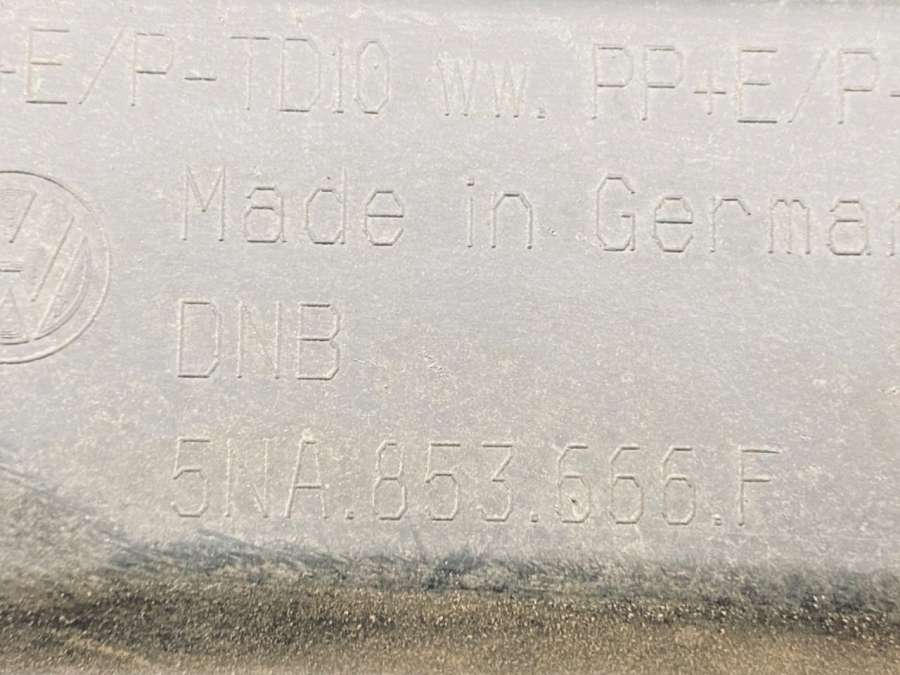 -E/P-TD10 ww. PP+E/P-
Made in German
DNB
5NA.853.666.F